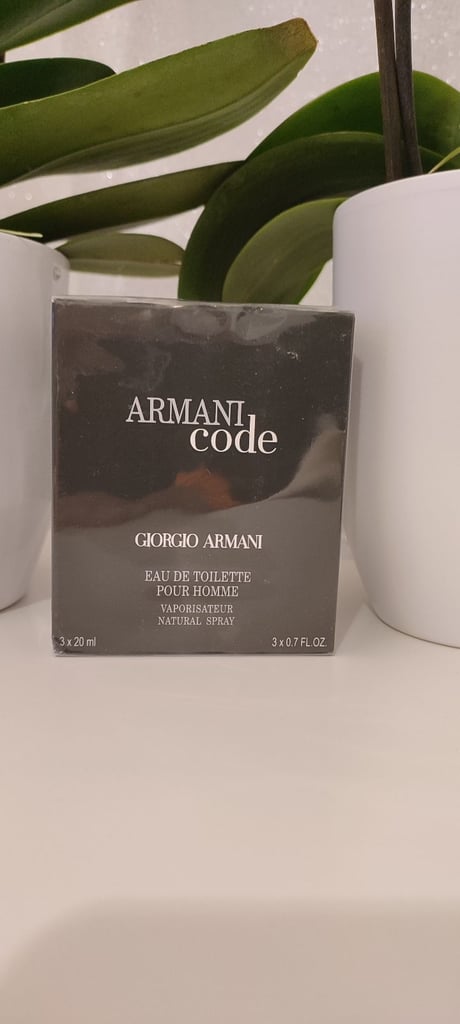 ARMANI
code
GIORGIO ARMANI
EAU DE TOILETTE
POUR HOMME
VAPORISATEUR
NATURAL SPRAY
3 x 20 ml
3 x 0.7 FL.OZ.